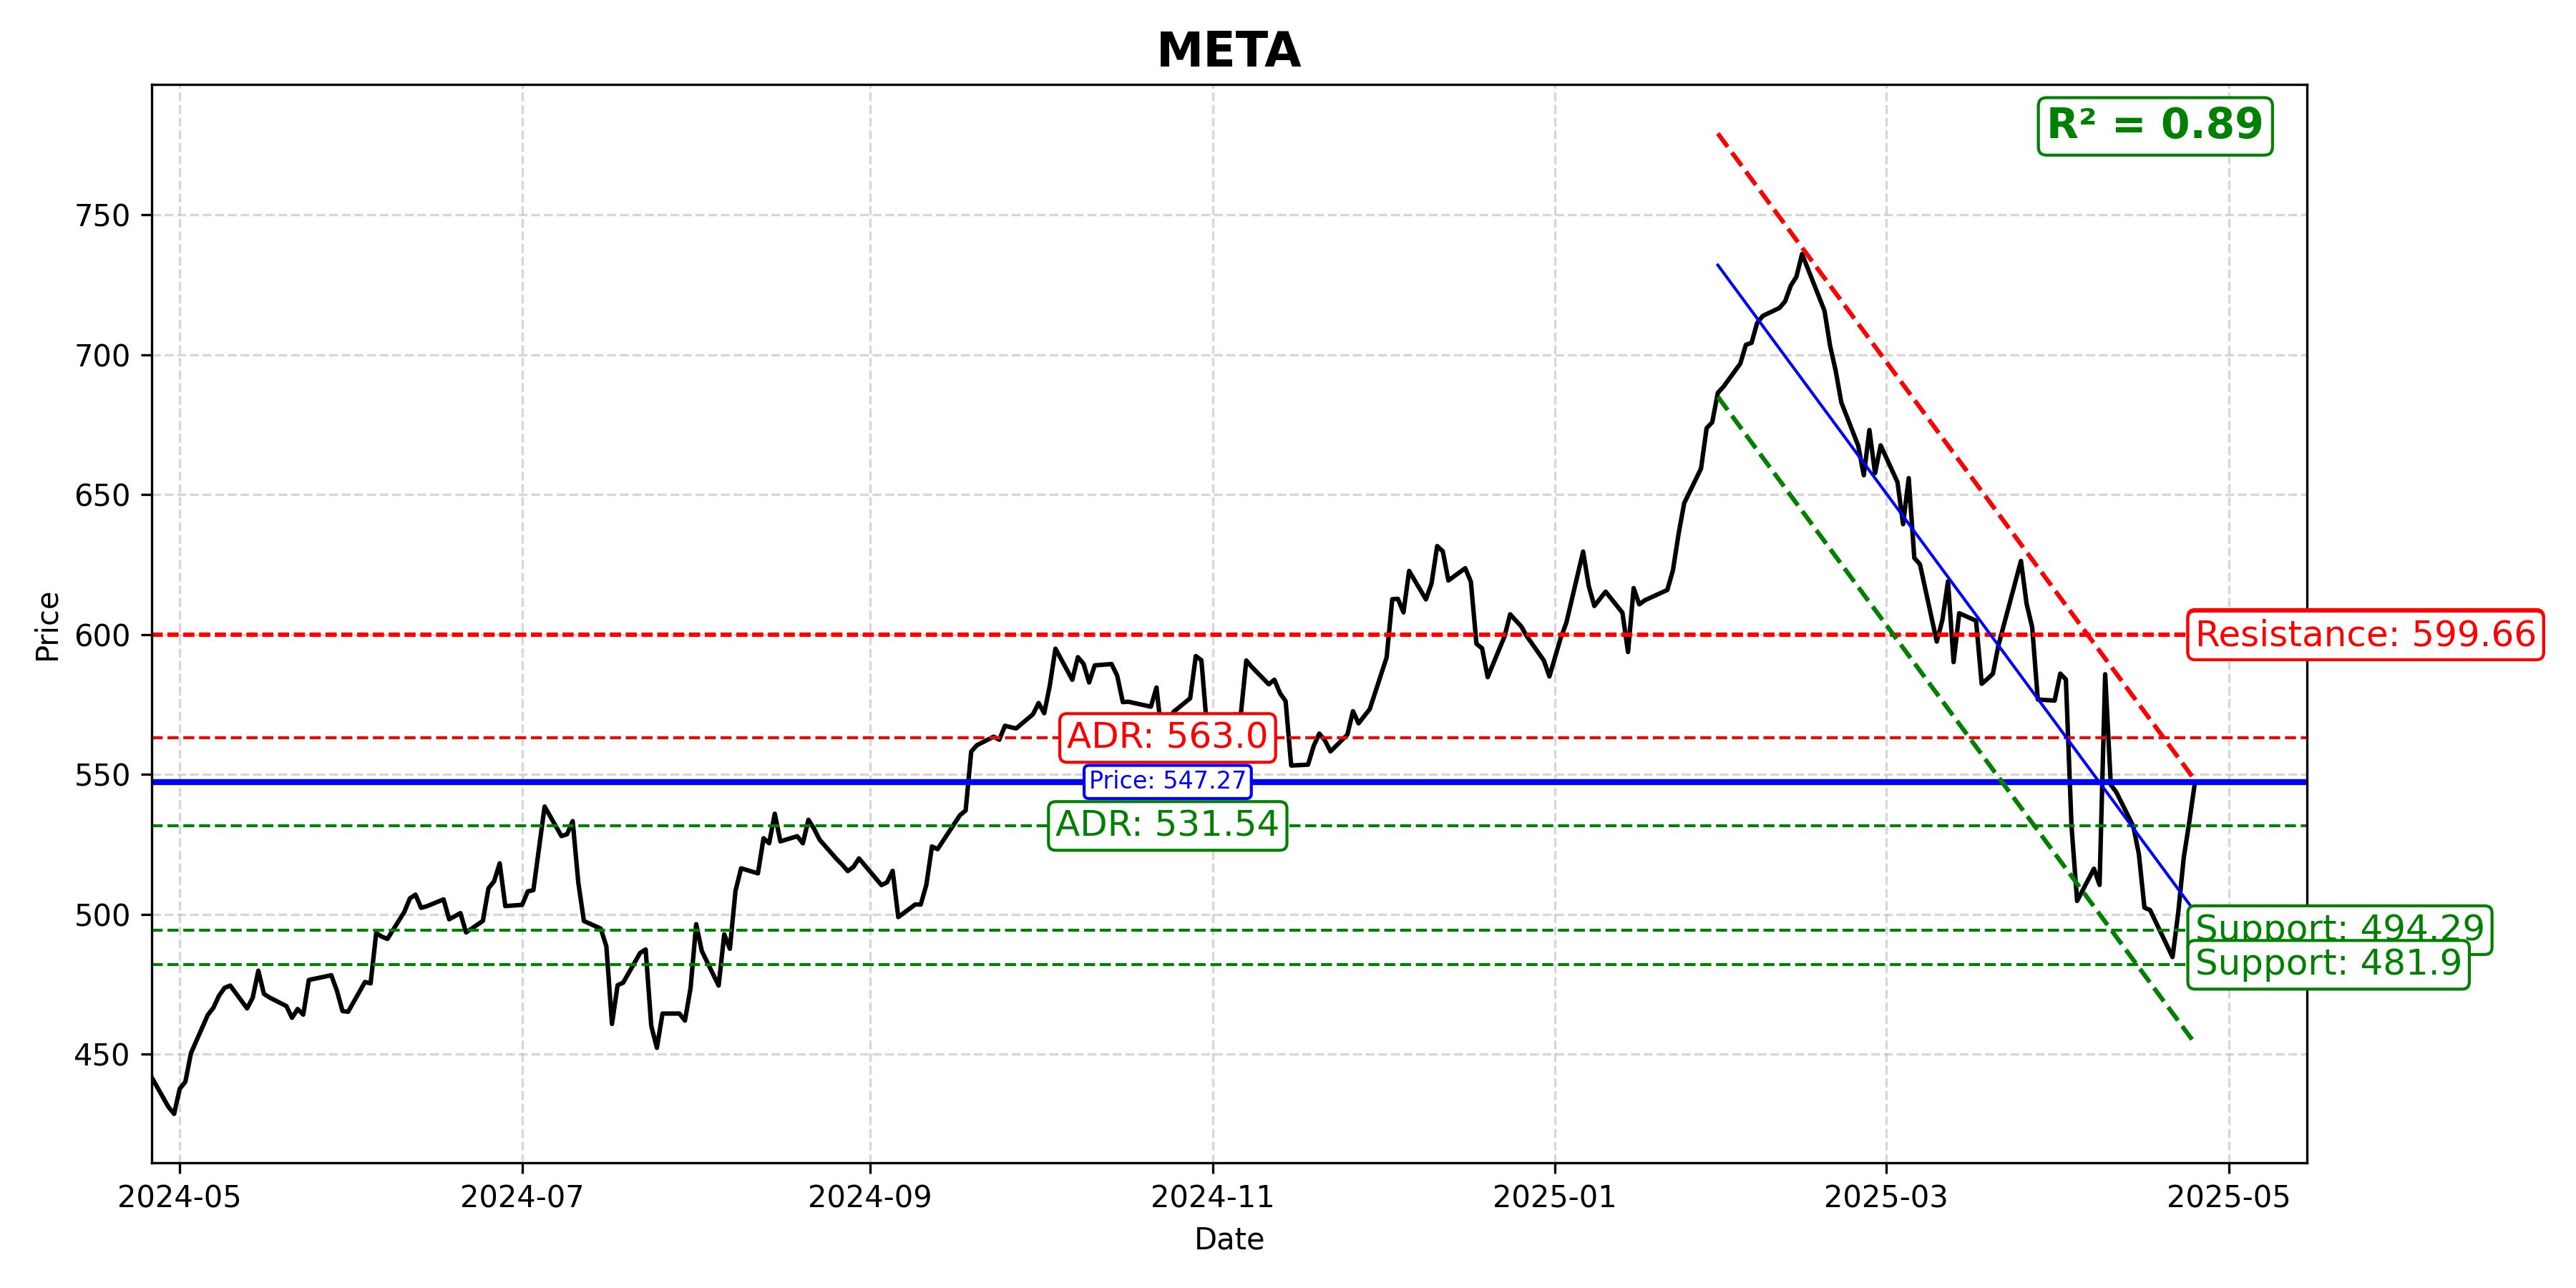 META
R² = 0.89
Price
750
700
650
600
550
500
450
Resistance: 599.66
ADR: 563.0
Price: 547.27
ADR: 531.54
Support: 494.29
Support: 481.9
2024-05
2024-07
2024-09
2024-11
2025-01
2025-03
2025-05
Date